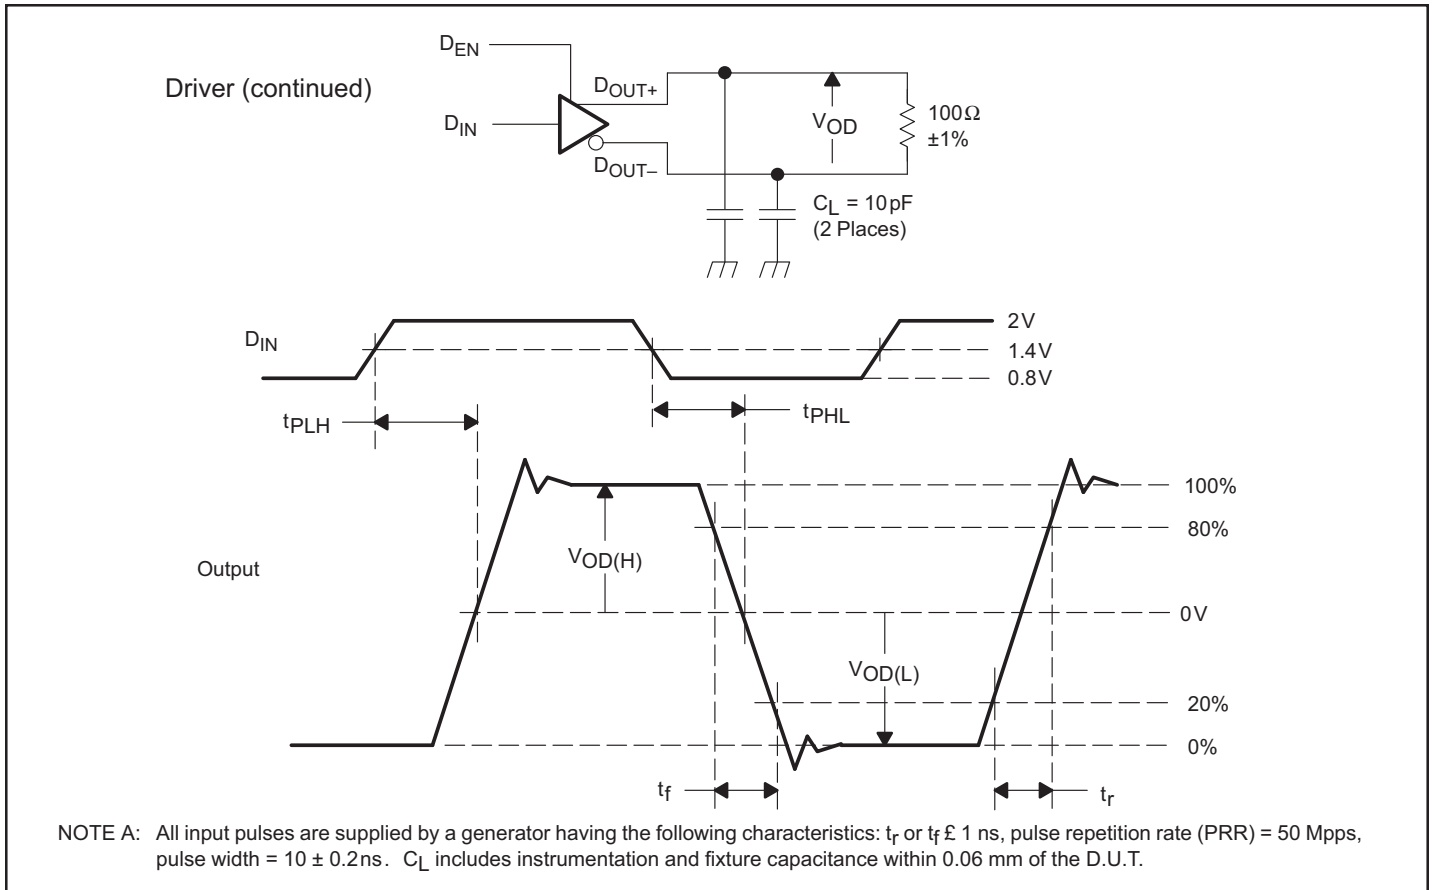 Driver (continued)
DEN
DIN
DOUT+
DOUT–
VOD
100Ω
±1%
CL = 10pF
(2 Places)
DIN
2V
1.4V
0.8V
tPLH
tPHL
Output
VOD(H)
VOD(L)
100%
80%
0V
20%
0%
tf
tr
NOTE A: All input pulses are supplied by a generator having the following characteristics: tr or tf £ 1 ns, pulse repetition rate (PRR) = 50 Mpps,
pulse width = 10 ± 0.2ns. CL includes instrumentation and fixture capacitance within 0.06 mm of the D.U.T.